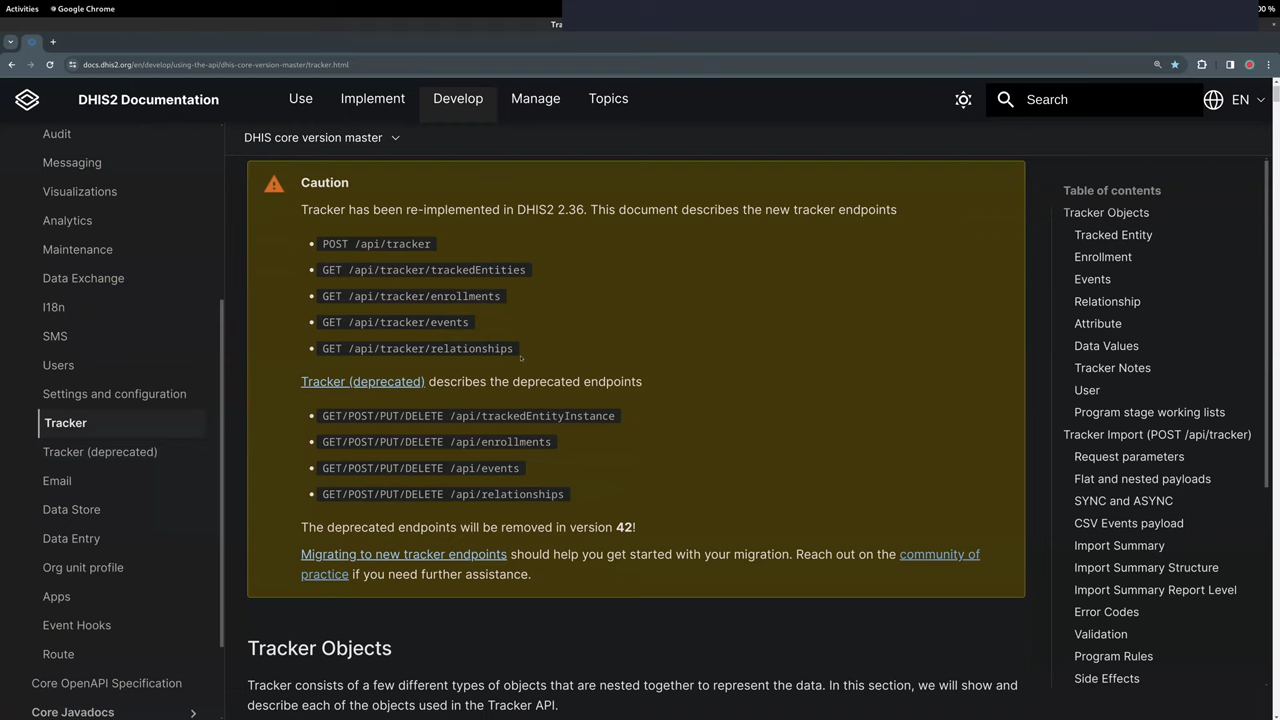 Activities
Google Chrome
00 %
Tra
docs.dhis2.org/en/develop/using-the-api/dhis-core-version-master/tracker.html
DHIS2 Documentation
Use
Implement
Develop
Manage
Topics
Search
EN
Audit
Messaging
Visualizations
Analytics
Maintenance
Data Exchange
I18n
SMS
Users
Settings and configuration
Tracker
Tracker (deprecated)
Email
Data Store
Data Entry
Org unit profile
Apps
Event Hooks
Route
Core OpenAPI Specification
Core Javadocs
DHIS core version master
Caution
Tracker has been re-implemented in DHIS2 2.36. This document describes the new tracker endpoints
• POST /api/tracker
• GET /api/tracker/trackedEntities
• GET /api/tracker/enrollments
• GET /api/tracker/events
• GET /api/tracker/relationships
Tracker (deprecated) describes the deprecated endpoints
• GET/POST/PUT/DELETE /api/trackedEntityInstance
• GET/POST/PUT/DELETE /api/enrollments
• GET/POST/PUT/DELETE /api/events
• GET/POST/PUT/DELETE /api/relationships
The deprecated endpoints will be removed in version 42!
Migrating to new tracker endpoints should help you get started with your migration. Reach out on the community of
practice if you need further assistance.
Tracker Objects
Tracker consists of a few different types of objects that are nested together to represent the data. In this section, we will show and
describe each of the objects used in the Tracker API.
Table of contents
Tracker Objects
Tracked Entity
Enrollment
Events
Relationship
Attribute
Data Values
Tracker Notes
User
Program stage working lists
Tracker Import (POST /api/tracker)
Request parameters
Flat and nested payloads
SYNC and ASYNC
CSV Events payload
Import Summary
Import Summary Structure
Import Summary Report Level
Error Codes
Validation
Program Rules
Side Effects